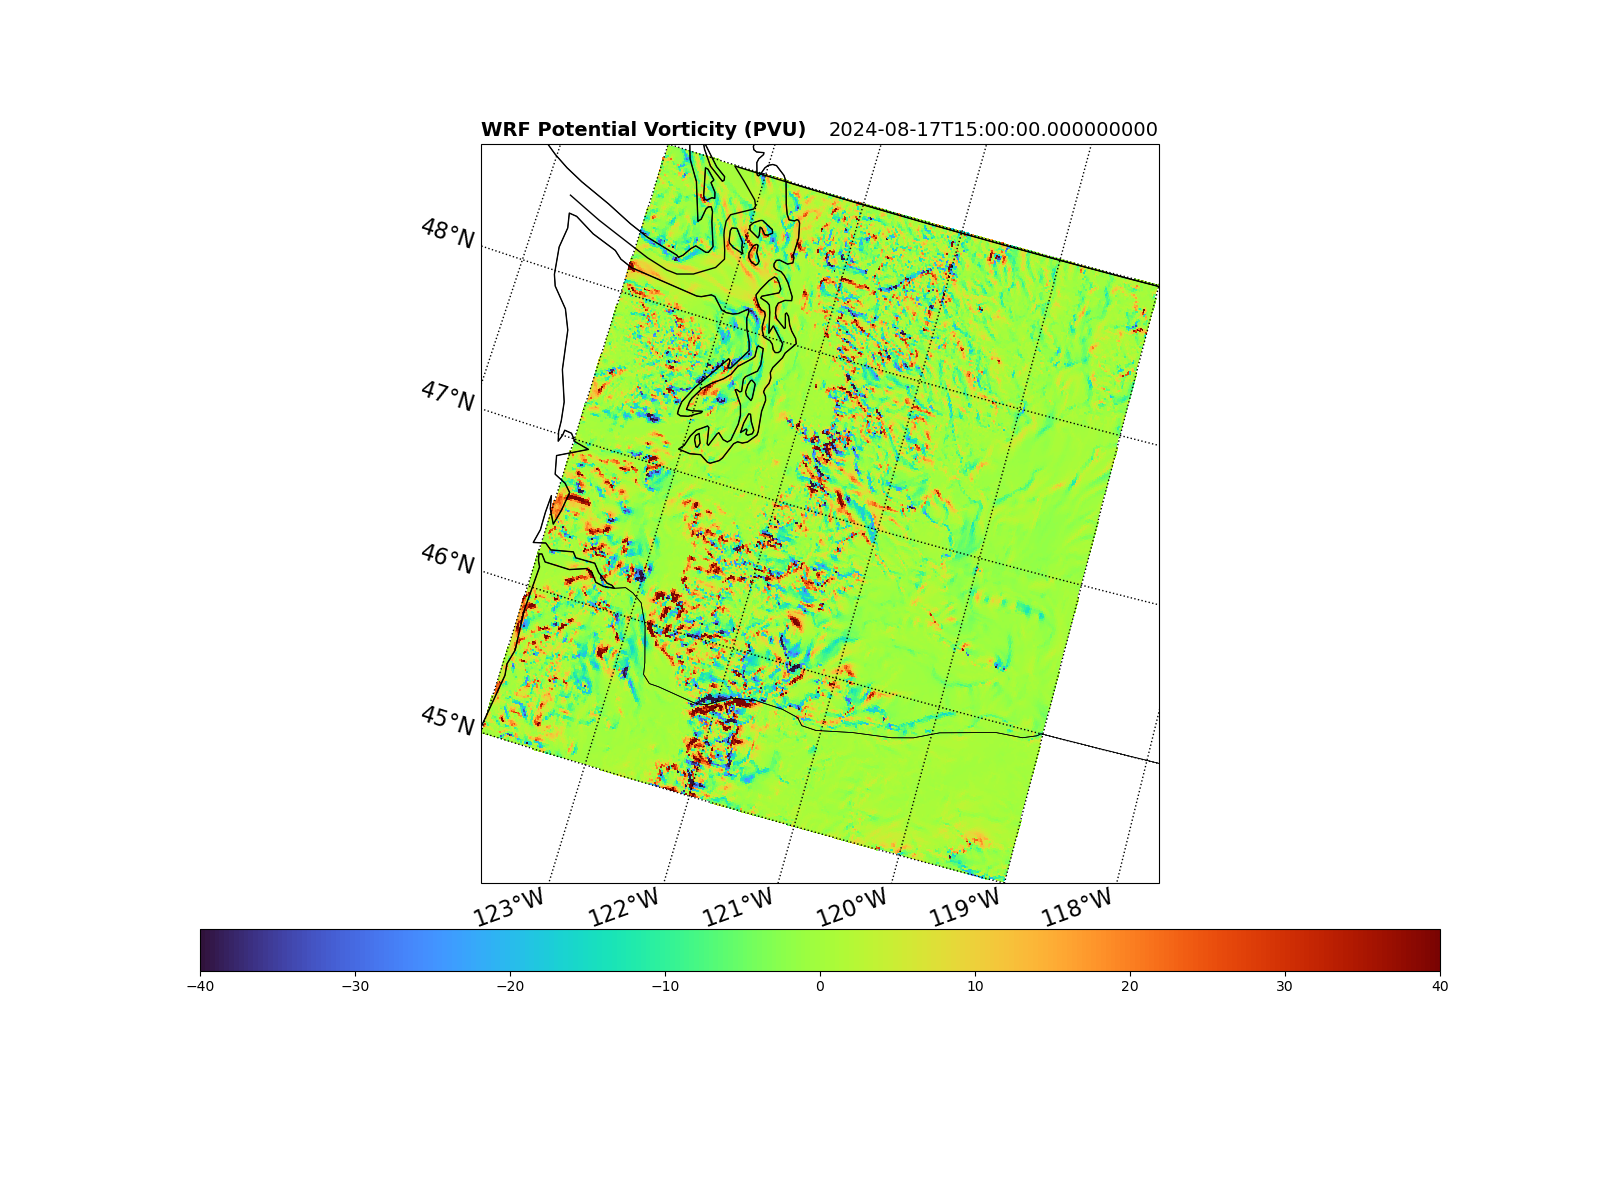 WRF Potential Vorticity (PVU) 2024-08-17T15:00:00.000000000
48°N
47°N
46°N
45°N
123°W 122°W 121°W 120°W 119°W 118°W
−40 −30 −20 −10 0 10 20 30 40